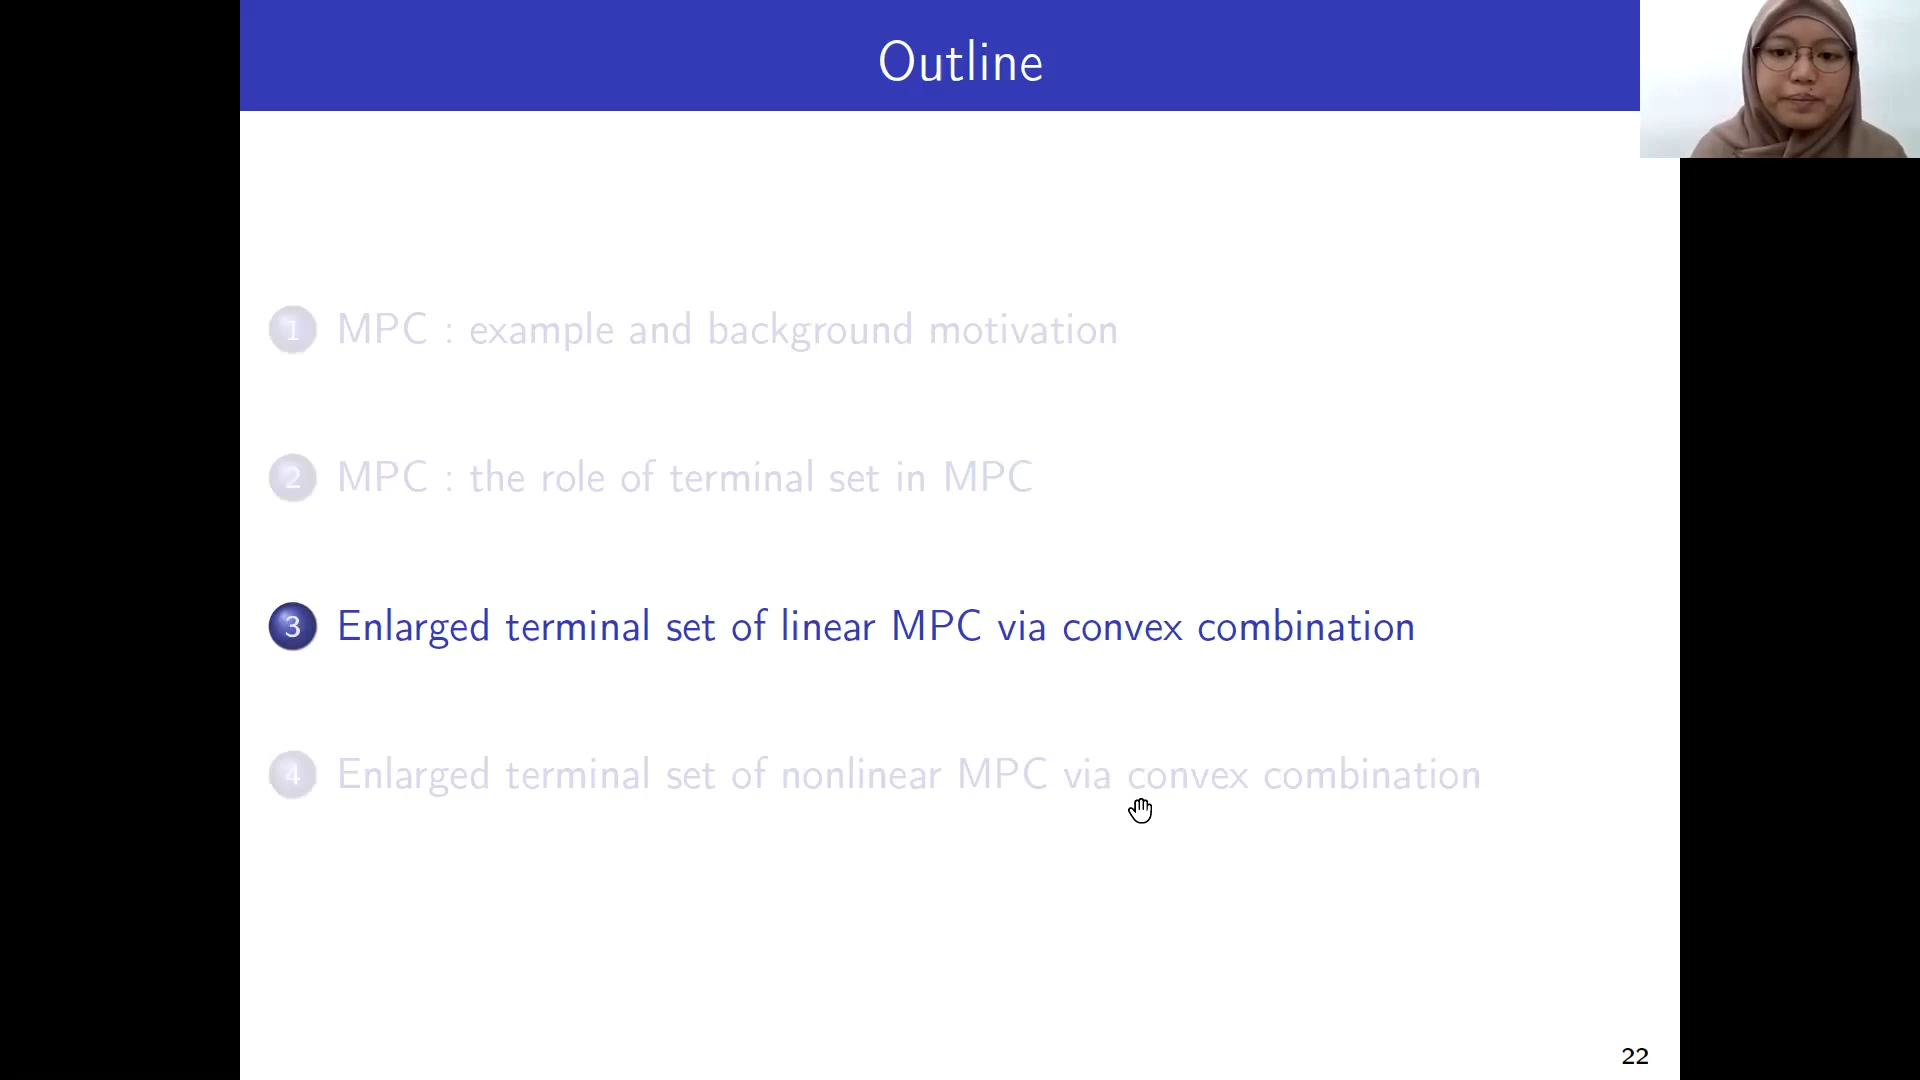 Outline
1 MPC : example and background motivation
2 MPC : the role of terminal set in MPC
3 Enlarged terminal set of linear MPC via convex combination
4 Enlarged terminal set of nonlinear MPC via convex combination
22